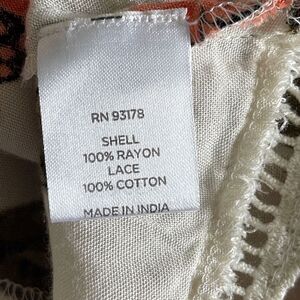 RN 93178
SHELL
100% RAYON
LACE
100% COTTON
MADE IN INDIA